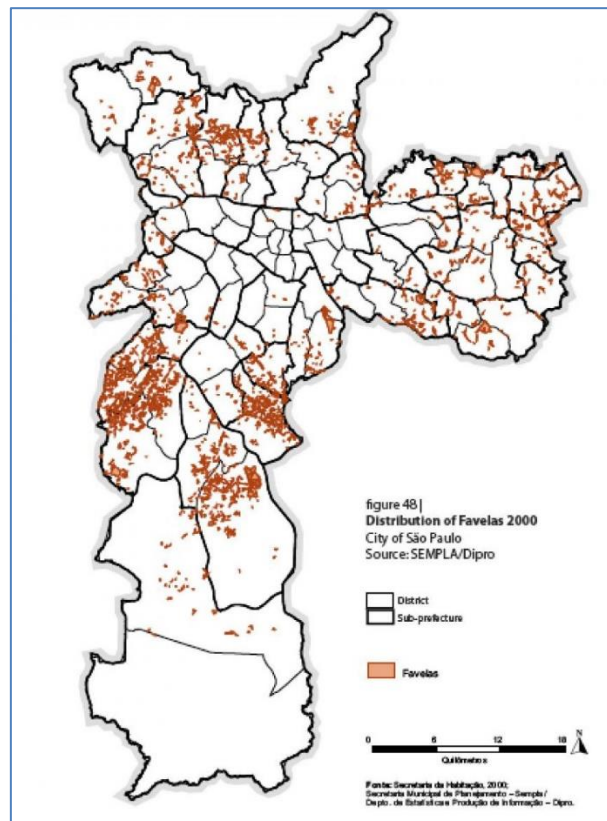 figure 48 |
Distribution of Favelas 2000
City of São Paulo
Source: SEMPLA/Dipro
District
Sub-prefecture
Favelas
0 6 12 18
N
Quilômetros
Fonte: Secretaria da Habitação, 2000;
Secretaria Municipal de Planejamento – Sempla/
Depto. de Estatística e Produção de Informação – Dipro.